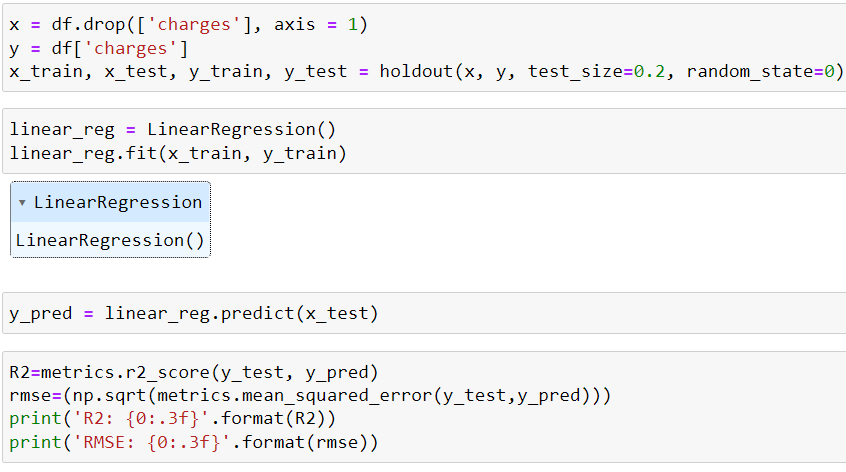 x = df.drop(['charges'], axis = 1)
y = df['charges']
x_train, x_test, y_train, y_test = holdout(x, y, test_size=0.2, random_state=0)
linear_reg = LinearRegression()
linear_reg.fit(x_train, y_train)
▾ LinearRegression
LinearRegression()
y_pred = linear_reg.predict(x_test)
R2=metrics.r2_score(y_test, y_pred)
rmse=(np.sqrt(metrics.mean_squared_error(y_test,y_pred)))
print('R2: {0:.3f}'.format(R2))
print('RMSE: {0:.3f}'.format(rmse))